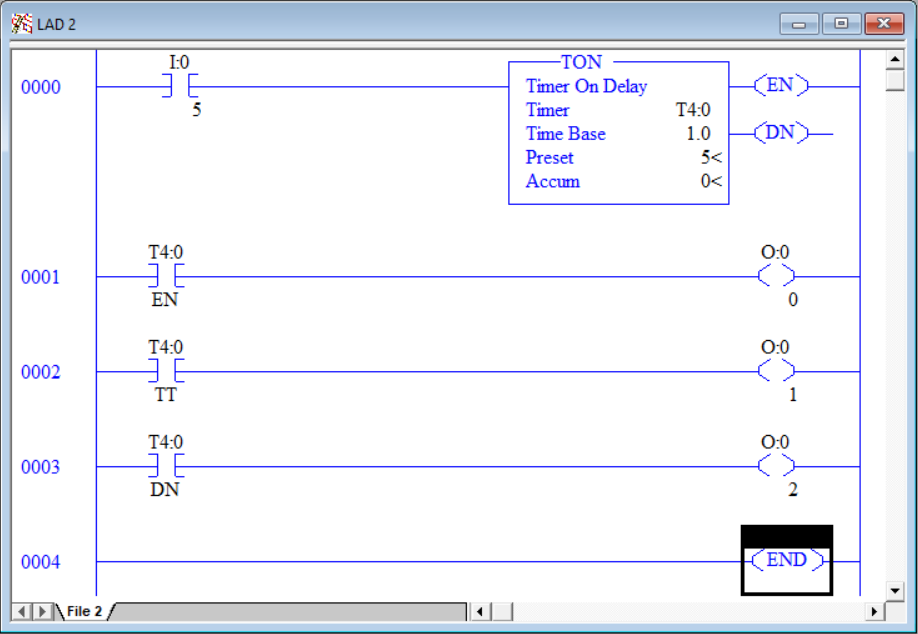 LAD 2
0000
I:0
5
TON
Timer On Delay
Timer T4:0
Time Base 1.0
Preset 5<
Accum 0<
EN
DN
0001
T4:0
EN
O:0
0
0002
T4:0
TT
O:0
1
0003
T4:0
DN
O:0
2
0004
END
File 2